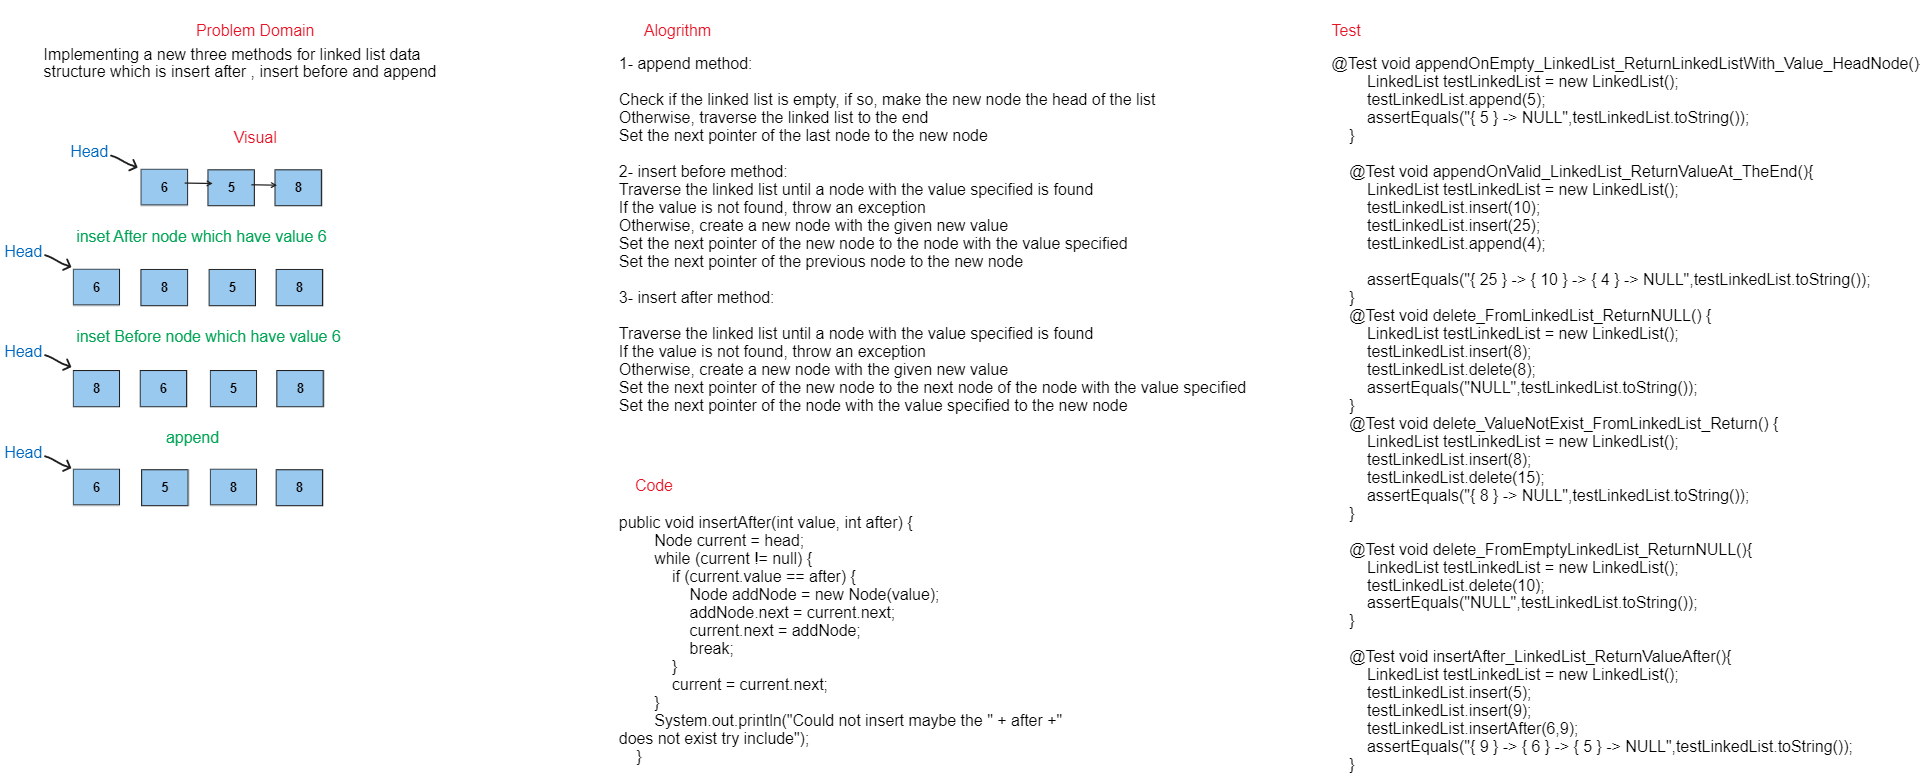 Problem Domain
Implementing a new three methods for linked list data
structure which is insert after , insert before and append
Visual
Head
6
5
8
inset After node which have value 6
Head
6
8
5
8
inset Before node which have value 6
Head
8
6
5
8
append
Head
6
5
8
8
Alogrithm
1- append method:
Check if the linked list is empty, if so, make the new node the head of the list
Otherwise, traverse the linked list to the end
Set the next pointer of the last node to the new node
2- insert before method:
Traverse the linked list until a node with the value specified is found
If the value is not found, throw an exception
Otherwise, create a new node with the given new value
Set the next pointer of the new node to the node with the value specified
Set the next pointer of the previous node to the new node
3- insert after method:
Traverse the linked list until a node with the value specified is found
If the value is not found, throw an exception
Otherwise, create a new node with the given new value
Set the next pointer of the new node to the next node of the node with the value specified
Set the next pointer of the node with the value specified to the new node
Code
public void insertAfter(int value, int after) {
Node current = head;
while (current != null) {
if (current.value == after) {
Node addNode = new Node(value);
addNode.next = current.next;
current.next = addNode;
break;
}
current = current.next;
}
System.out.println("Could not insert maybe the " + after +"
does not exist try include");
}
Test
@Test void appendOnEmpty_LinkedList_ReturnLinkedListWith_Value_HeadNode()
LinkedList testLinkedList = new LinkedList();
testLinkedList.append(5);
assertEquals("{ 5 } -> NULL",testLinkedList.toString());
}
@Test void appendOnValid_LinkedList_ReturnValueAt_TheEnd(){
LinkedList testLinkedList = new LinkedList();
testLinkedList.insert(10);
testLinkedList.insert(25);
testLinkedList.append(4);
assertEquals("{ 25 } -> { 10 } -> { 4 } -> NULL",testLinkedList.toString());
}
@Test void delete_FromLinkedList_ReturnNULL() {
LinkedList testLinkedList = new LinkedList();
testLinkedList.insert(8);
testLinkedList.delete(8);
assertEquals("NULL",testLinkedList.toString());
}
@Test void delete_ValueNotExist_FromLinkedList_Return() {
LinkedList testLinkedList = new LinkedList();
testLinkedList.insert(8);
testLinkedList.delete(15);
assertEquals("{ 8 } -> NULL",testLinkedList.toString());
}
@Test void delete_FromEmptyLinkedList_ReturnNULL(){
LinkedList testLinkedList = new LinkedList();
testLinkedList.delete(10);
assertEquals("NULL",testLinkedList.toString());
}
@Test void insertAfter_LinkedList_ReturnValueAfter(){
LinkedList testLinkedList = new LinkedList();
testLinkedList.insert(5);
testLinkedList.insert(9);
testLinkedList.insertAfter(6,9);
assertEquals("{ 9 } -> { 6 } -> { 5 } -> NULL",testLinkedList.toString());
}